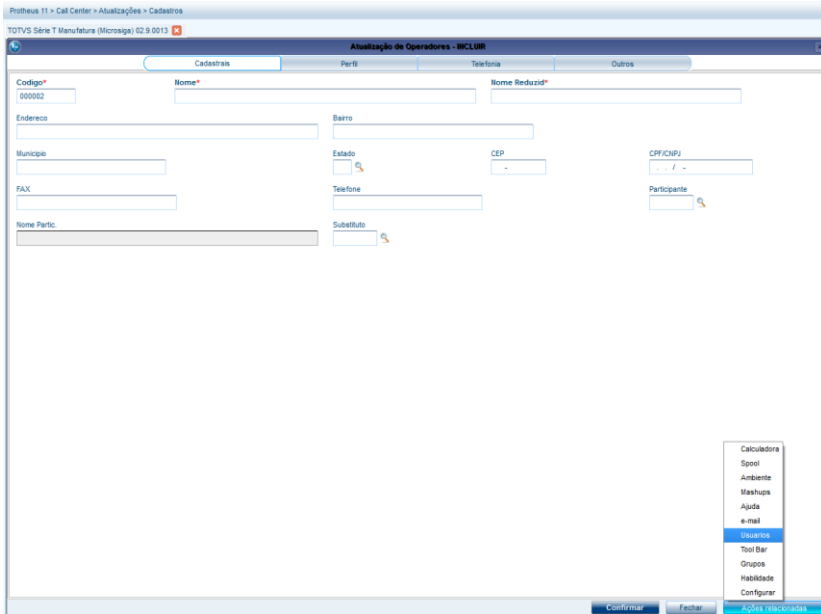 Protheus 11 > Call Center > Atualizações > Cadastros
TOTVS Série T Manufatura (Microsiga) 02.9.0013
Atualização de Operadores - INCLUIR
Cadastrais Perfil Telefonia Outros
Codigo* Nome* Nome Reduzid*
000002
Endereco Bairro
Municipio Estado CEP CPF/CNPJ
- . . / -
FAX Telefone Participante
Nome Partic. Substituto
Calculadora
Spool
Ambiente
Mashups
Ajuda
e-mail
Usuarios
Tool Bar
Grupos
Habilidade
Configurar
Confirmar Fechar Ações relacionadas